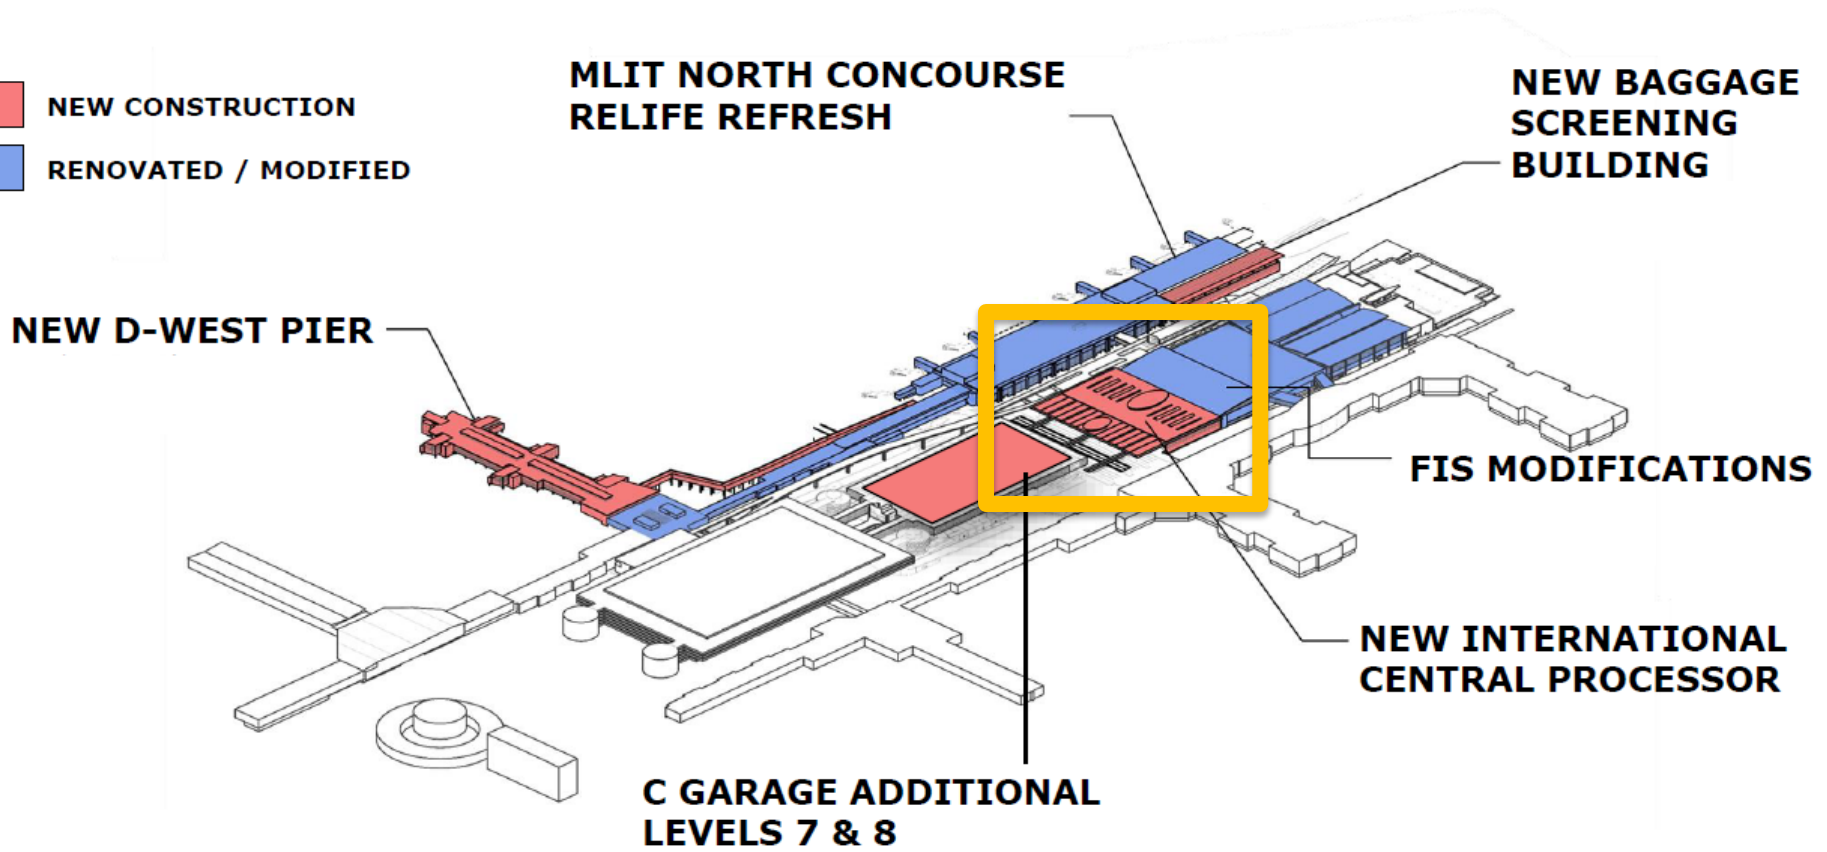 MLIT NORTH CONCOURSE
RELIFE REFRESH
NEW BAGGAGE
SCREENING
BUILDING
NEW CONSTRUCTION
RENOVATED / MODIFIED
NEW D-WEST PIER
FIS MODIFICATIONS
NEW INTERNATIONAL
CENTRAL PROCESSOR
C GARAGE ADDITIONAL
LEVELS 7 & 8